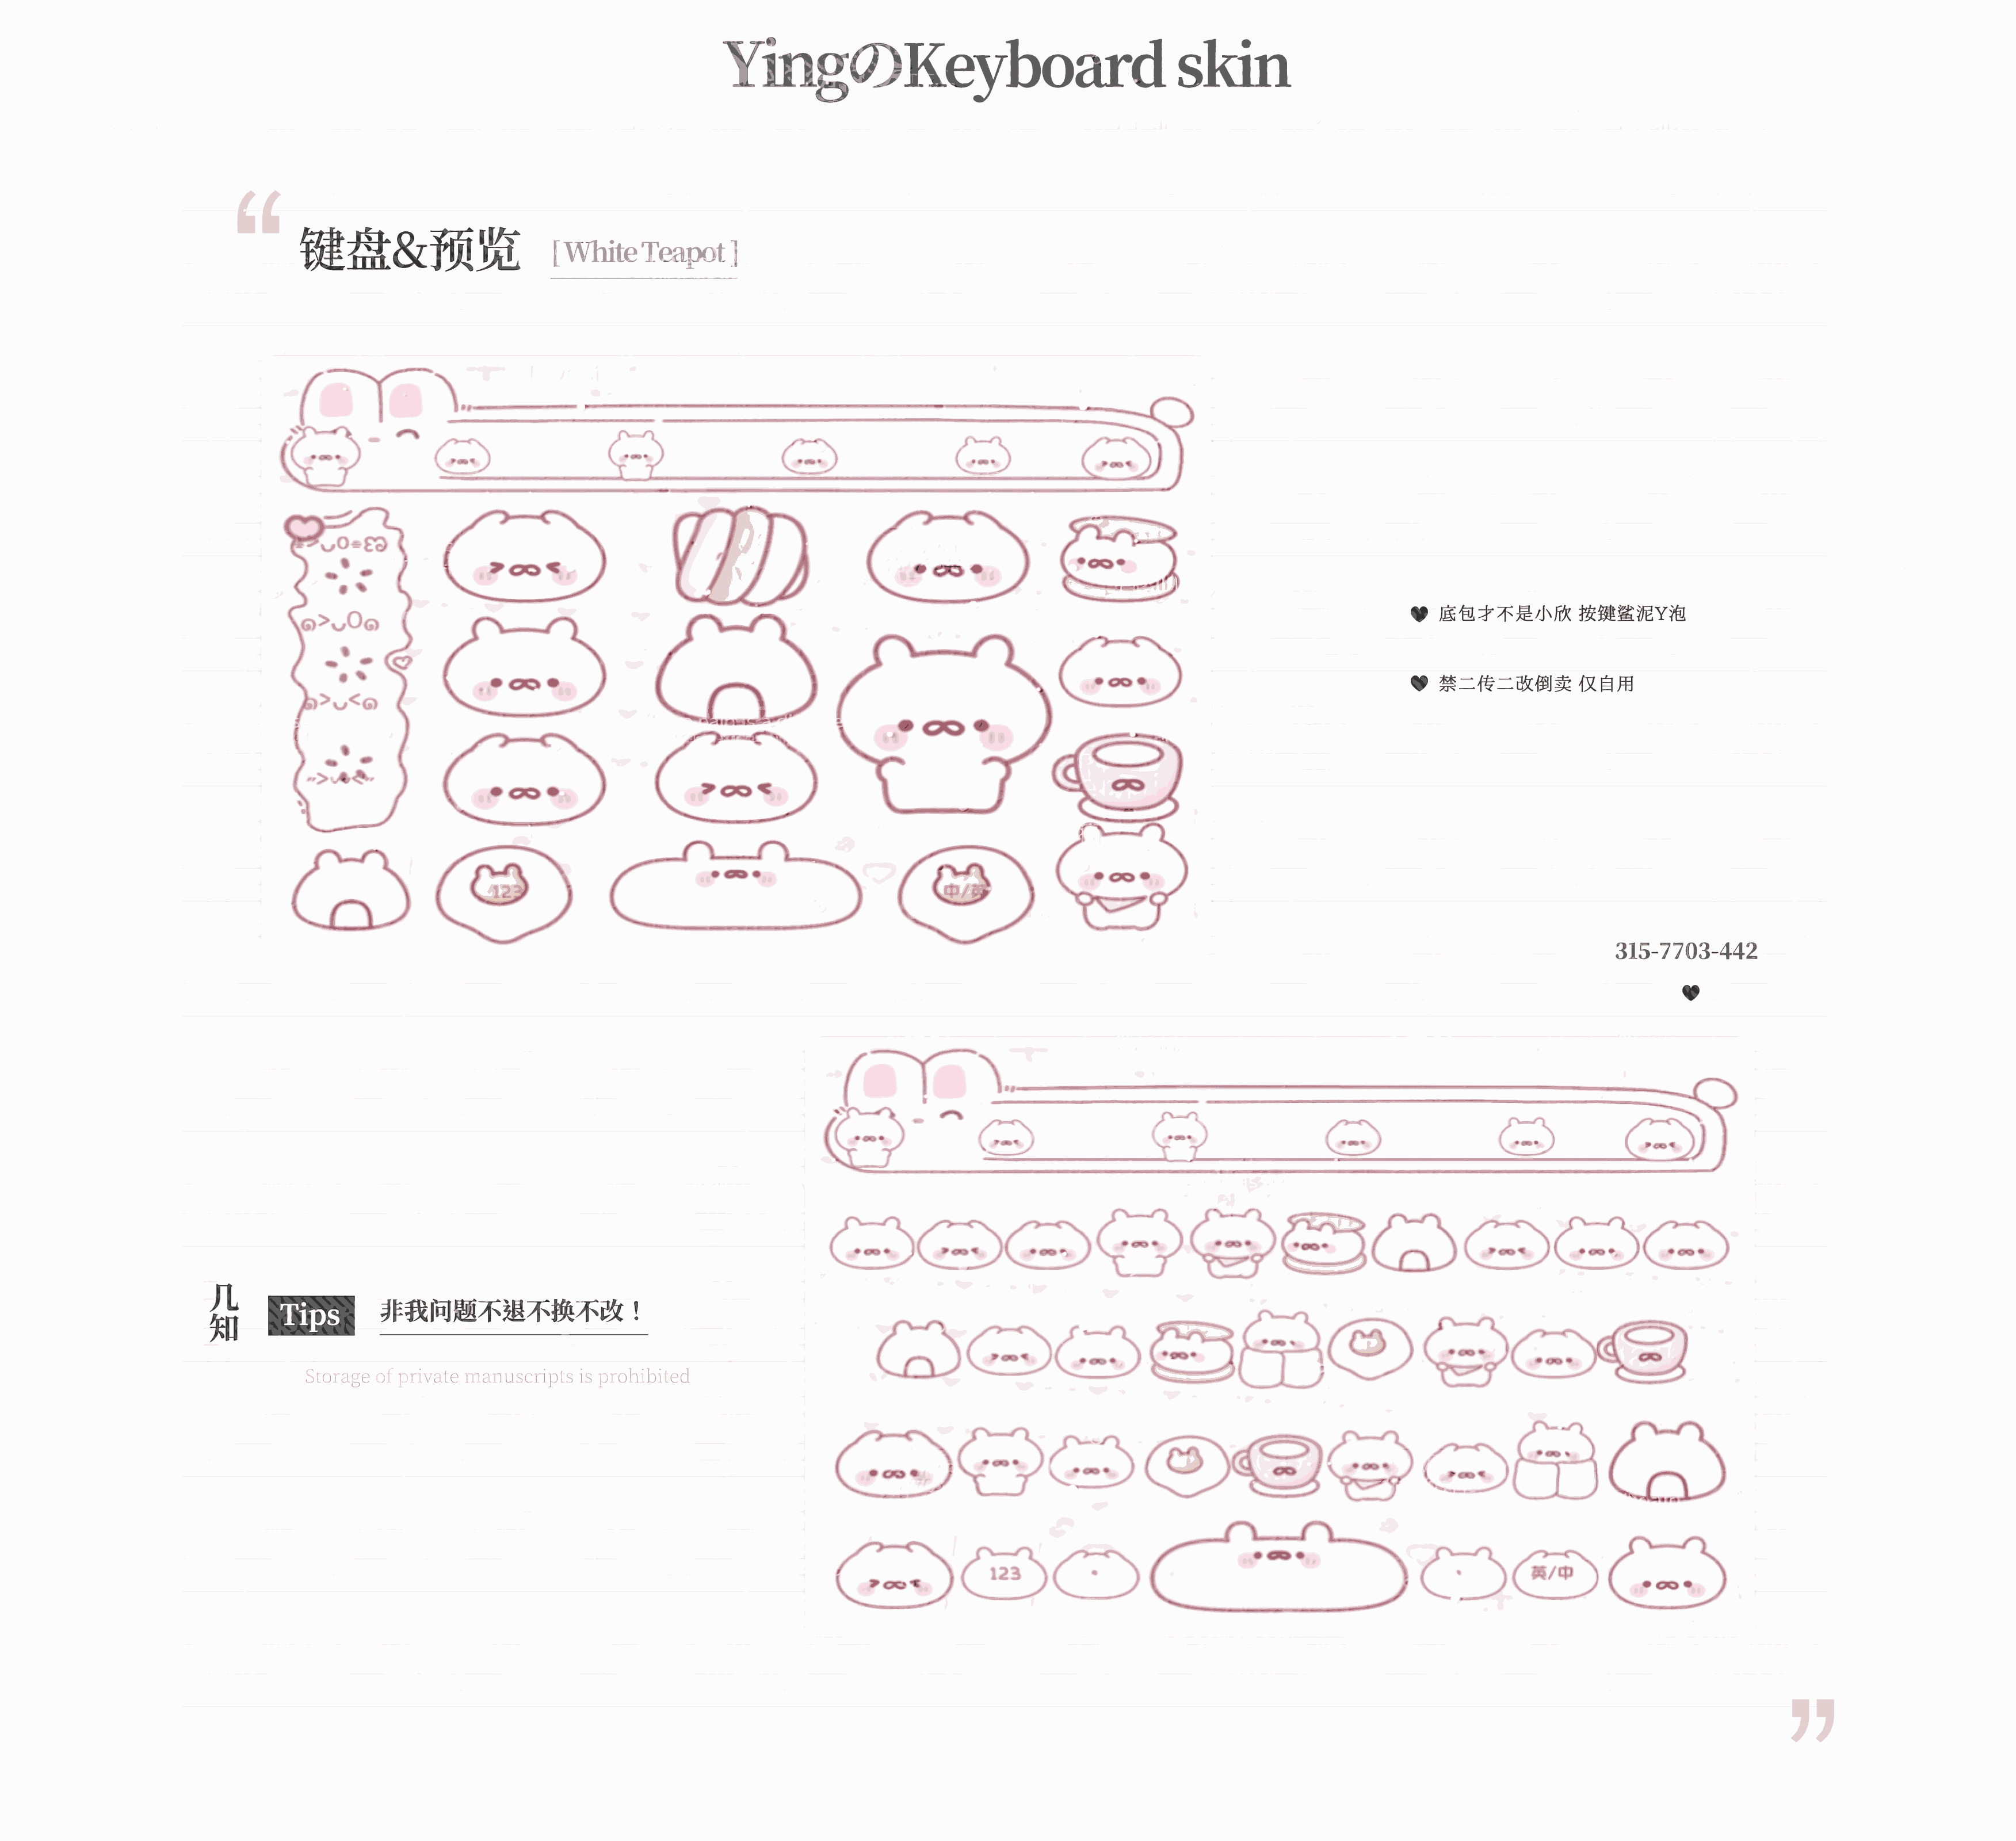 YingのKeyboard skin
“
键盘&预览 [ White Teapot ]
123
中/英
底包才不是小欣 按键鲨泥Y泡
禁二传二改倒卖 仅自用
315-7703-442
几知
Tips 非我问题不退不换不改！
Storage of private manuscripts is prohibited
123
英/中
”